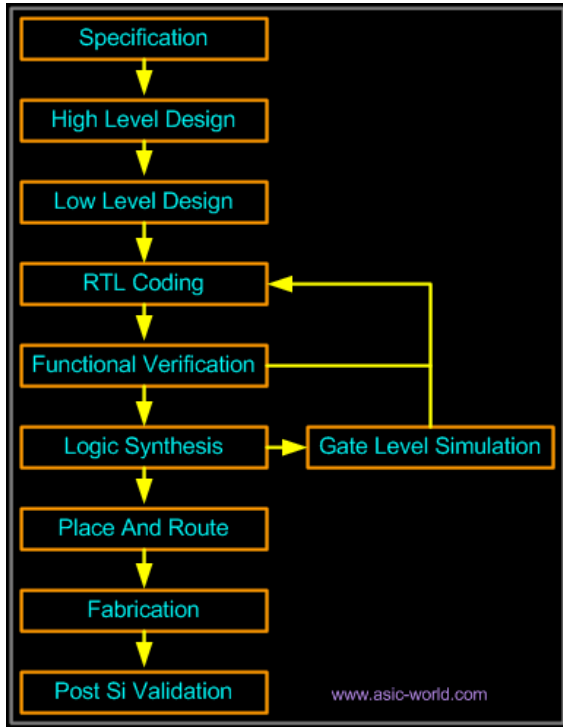 Specification
High Level Design
Low Level Design
RTL Coding
Functional Verification
Logic Synthesis
Gate Level Simulation
Place And Route
Fabrication
Post Si Validation
www.asic-world.com